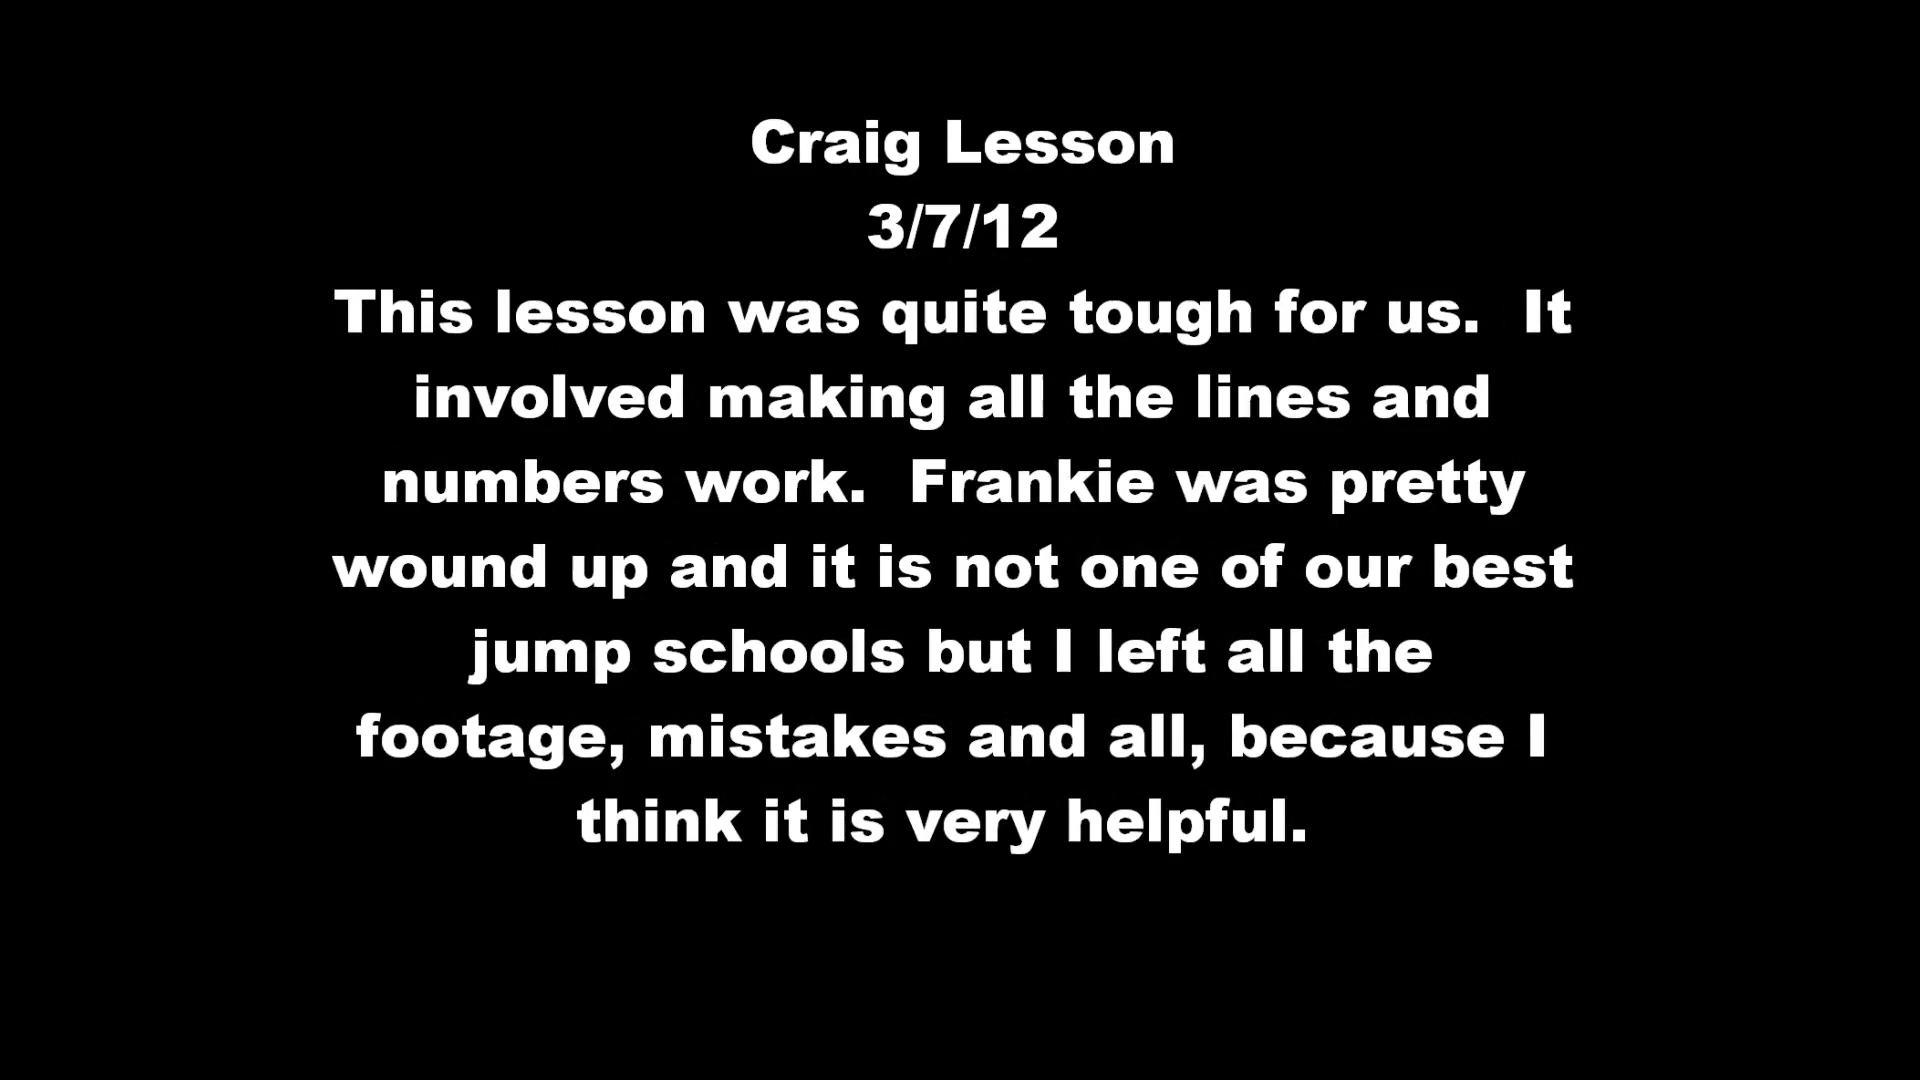 Craig Lesson
3/7/12
This lesson was quite tough for us.  It
involved making all the lines and
numbers work.  Frankie was pretty
wound up and it is not one of our best
jump schools but I left all the
footage, mistakes and all, because I
think it is very helpful.